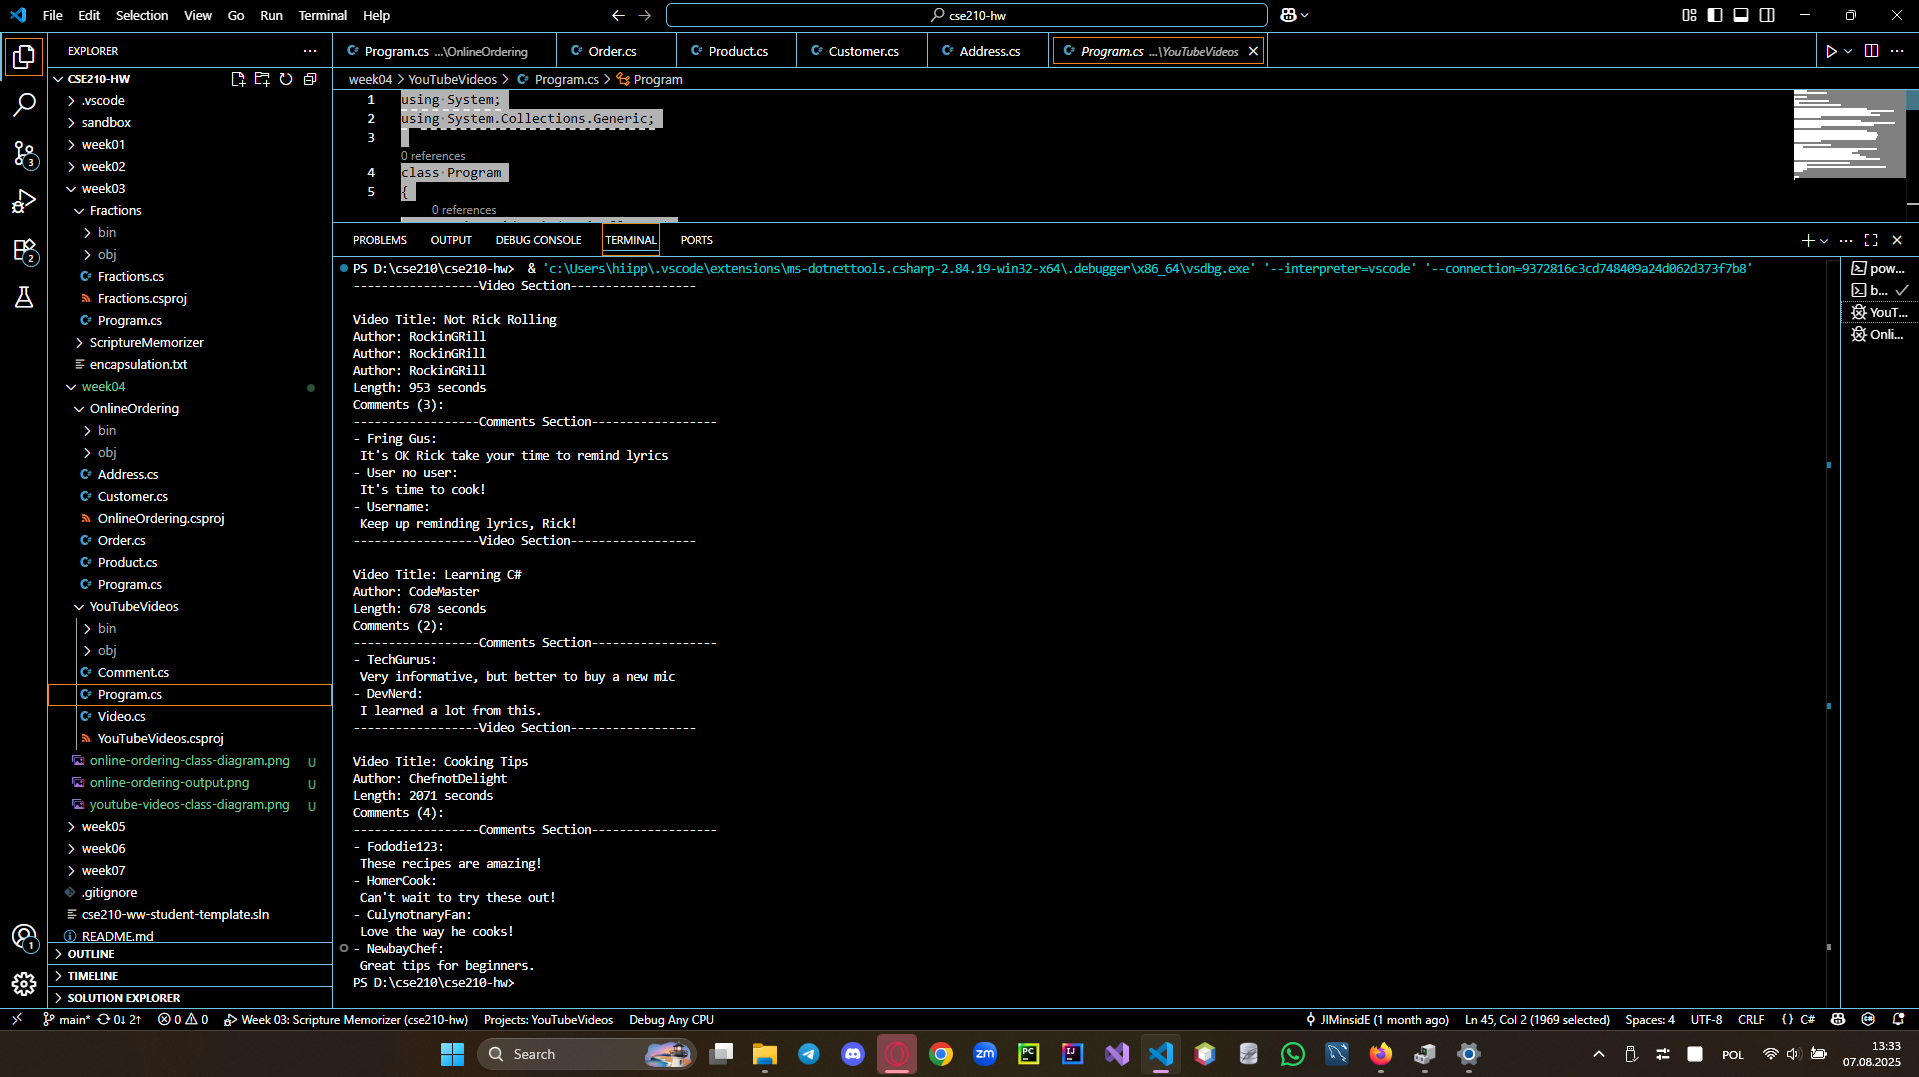 File Edit Selection View Go Run Terminal Help
cse210-hw
EXPLORER
CSE210-HW
.vscode
sandbox
week01
week02
week03
Fractions
bin
obj
Fractions.cs
Fractions.csproj
Program.cs
ScriptureMemorizer
encapsulation.txt
week04
OnlineOrdering
bin
obj
Address.cs
Customer.cs
OnlineOrdering.csproj
Order.cs
Product.cs
Program.cs
YouTubeVideos
bin
obj
Comment.cs
Program.cs
Video.cs
YouTubeVideos.csproj
online-ordering-class-diagram.png U
online-ordering-output.png U
youtube-videos-class-diagram.png U
week05
week06
week07
.gitignore
cse210-ww-student-template.sln
README.md
OUTLINE
TIMELINE
SOLUTION EXPLORER
3
2
1
Program.cs ...\OnlineOrdering Order.cs Product.cs Customer.cs Address.cs Program.cs ...\YouTubeVideos
week04 > YouTubeVideos > Program.cs > Program
1 using System;
2 using System.Collections.Generic;
3
0 references
4 class Program
5 {
0 references
PROBLEMS OUTPUT DEBUG CONSOLE TERMINAL PORTS
PS D:\cse210\cse210-hw>  & 'c:\Users\hiipp\.vscode\extensions\ms-dotnettools.csharp-2.84.19-win32-x64\.debugger\x86_64\vsdbg.exe' '--interpreter=vscode' '--connection=9372816c3cd748409a24d062d373f7b8'
------------------Video Section------------------
Video Title: Not Rick Rolling
Author: RockinGRill
Author: RockinGRill
Author: RockinGRill
Length: 953 seconds
Comments (3):
------------------Comments Section------------------
- Fring Gus:
It's OK Rick take your time to remind lyrics
- User no user:
It's time to cook!
- Username:
Keep up reminding lyrics, Rick!
------------------Video Section------------------
Video Title: Learning C#
Author: CodeMaster
Length: 678 seconds
Comments (2):
------------------Comments Section------------------
- TechGurus:
Very informative, but better to buy a new mic
- DevNerd:
I learned a lot from this.
------------------Video Section------------------
Video Title: Cooking Tips
Author: ChefnotDelight
Length: 2071 seconds
Comments (4):
------------------Comments Section------------------
- Fododie123:
These recipes are amazing!
- HomerCook:
Can't wait to try these out!
- CulynotnaryFan:
Love the way he cooks!
- NewbayChef:
Great tips for beginners.
PS D:\cse210\cse210-hw>
pow...
b...
YouT...
Onli...
main* 0↓ 2↑ 0 0 Week 03: Scripture Memorizer (cse210-hw) Projects: YouTubeVideos Debug Any CPU JIMinsidE (1 month ago) Ln 45, Col 2 (1969 selected) Spaces: 4 UTF-8 CRLF {} C#
Search
zm
PC
IJ
POL
13:33
07.08.2025